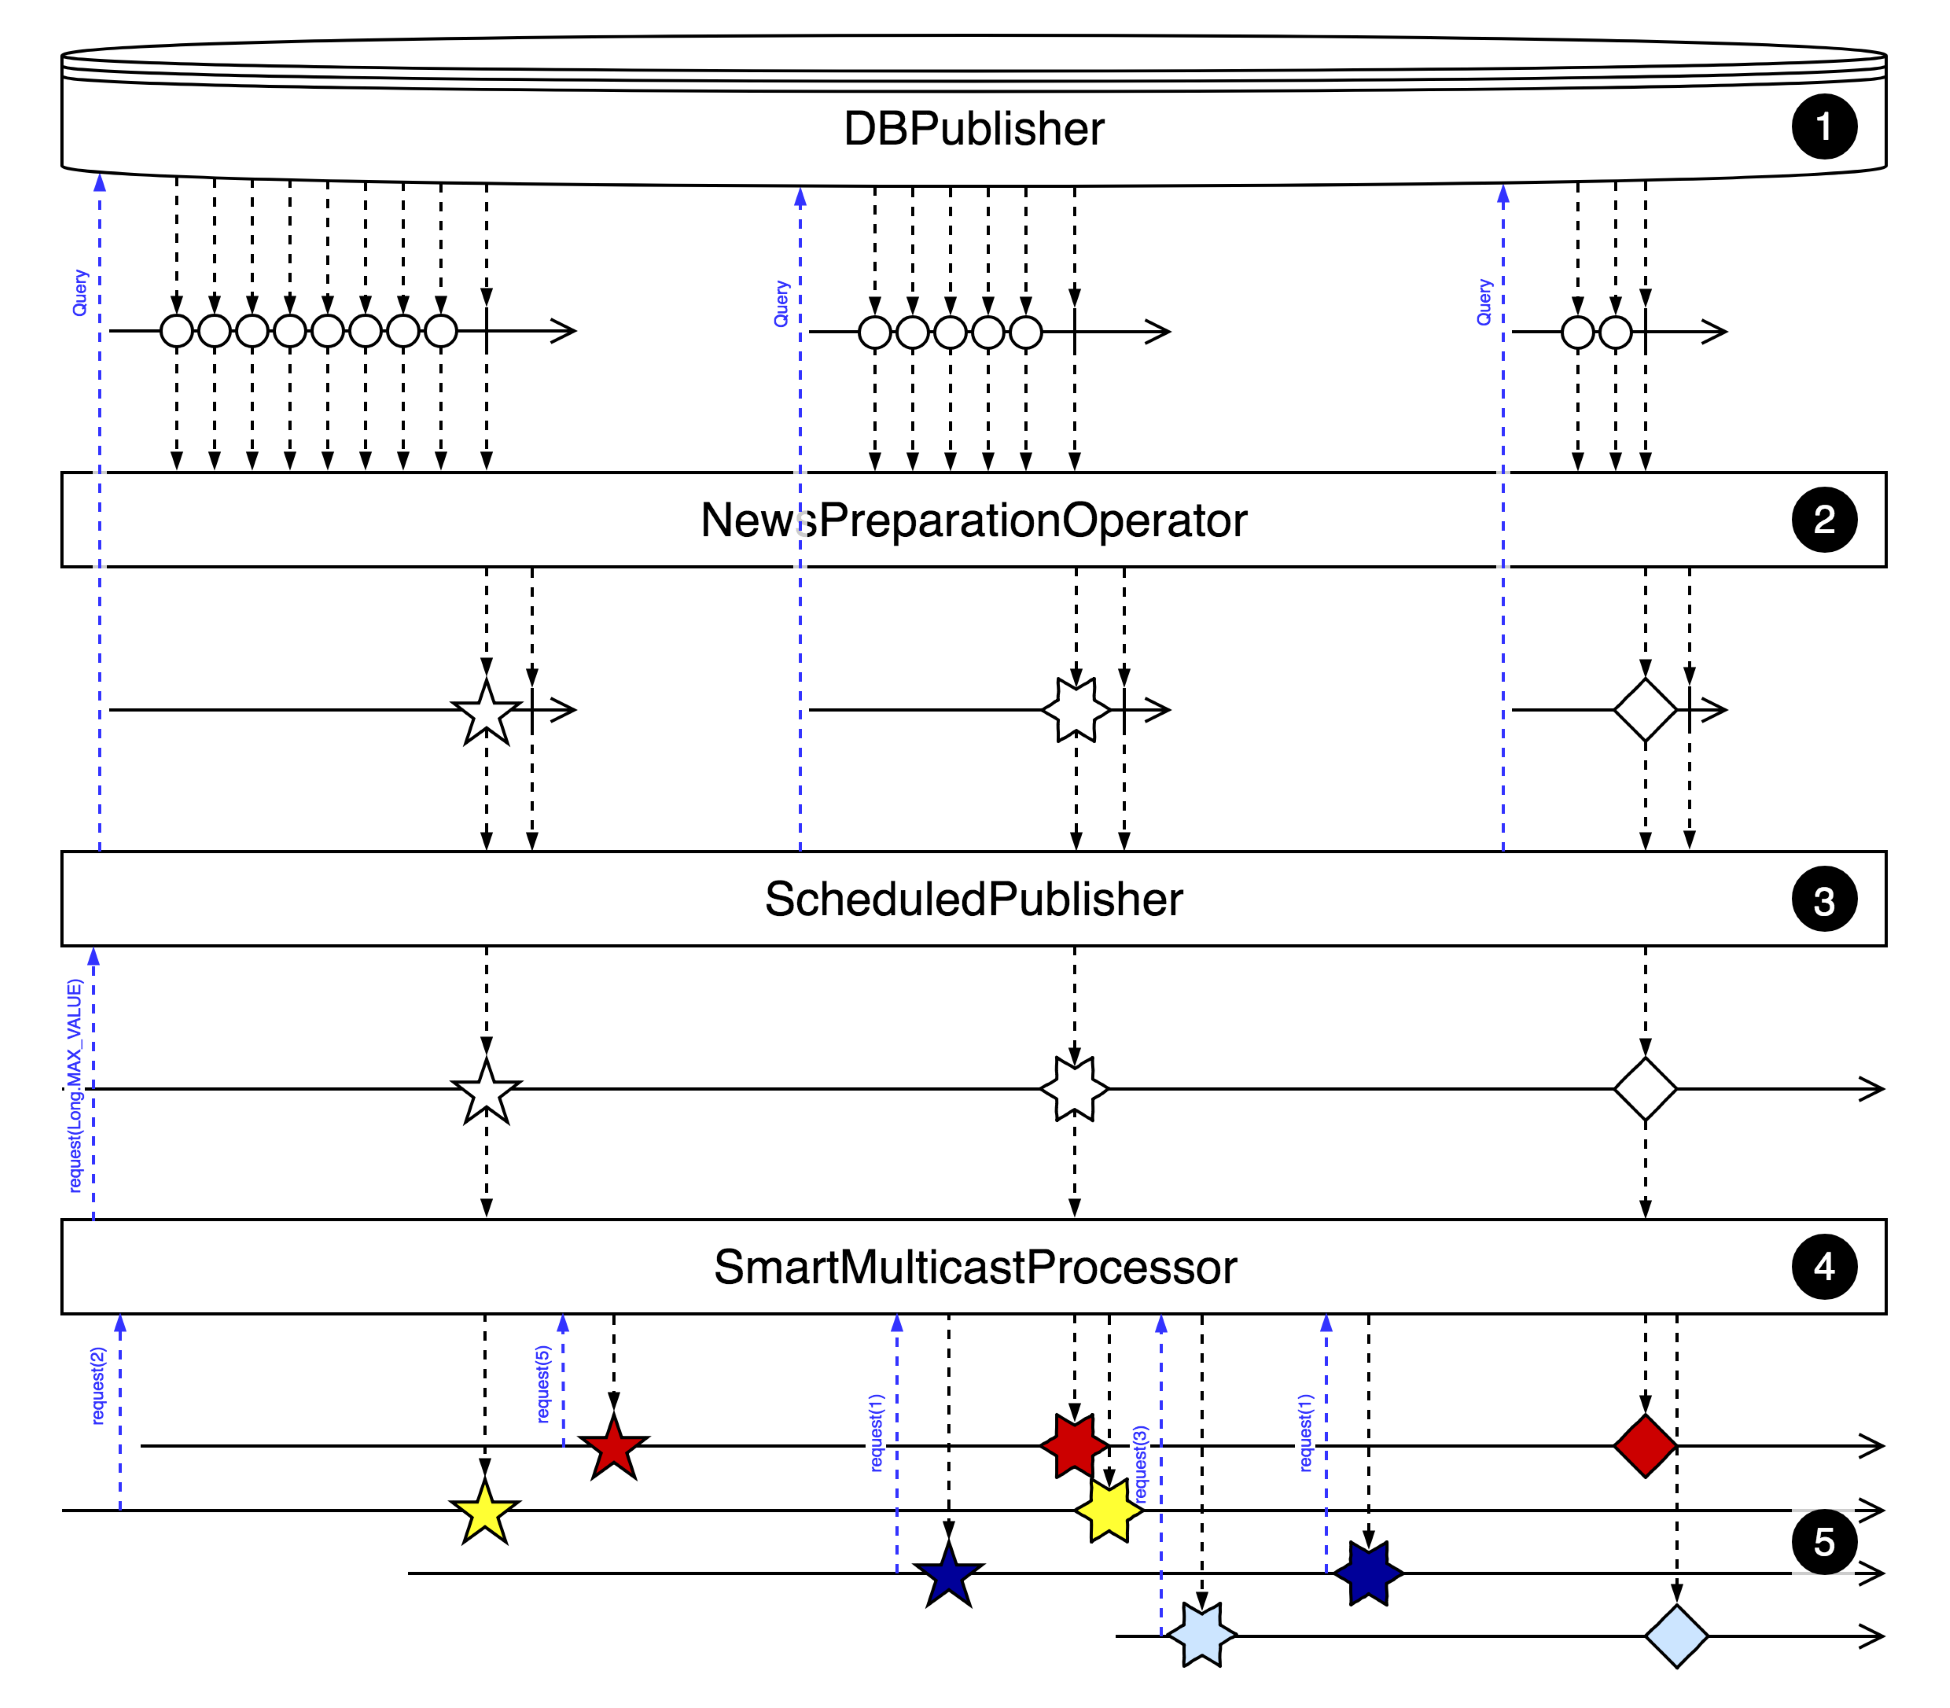 DBPublisher
1
Query
Query
Query
NewsPreparationOperator
2
ScheduledPublisher
3
request(Long.MAX_VALUE)
SmartMulticastProcessor
4
request(2)
request(5)
request(1)
request(3)
request(1)
5